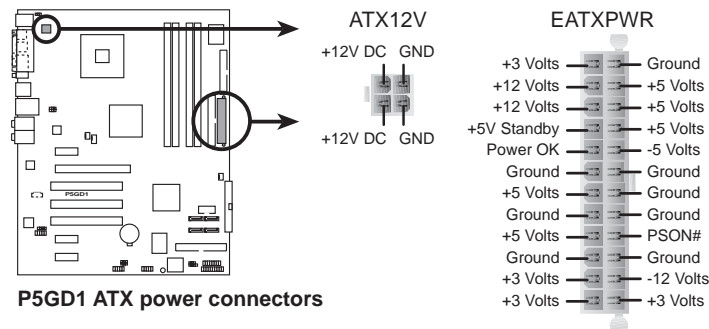 ATX12V
+12V DC GND
+12V DC GND
EATXPWR
+3 Volts Ground
+12 Volts +5 Volts
+12 Volts +5 Volts
+5V Standby +5 Volts
Power OK -5 Volts
Ground Ground
+5 Volts Ground
Ground Ground
+5 Volts PSON#
Ground Ground
+3 Volts -12 Volts
+3 Volts +3 Volts
P5GD1
P5GD1 ATX power connectors